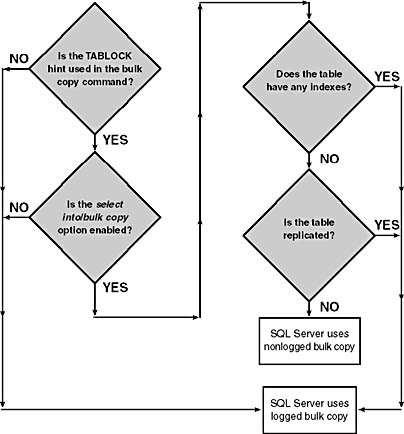 Is the TABLOCK
hint used in the bulk
copy command?
NO
YES
Is the select
into/bulk copy
option enabled?
NO
YES
Does the table
have any indexes?
YES
NO
Is the table
replicated?
YES
NO
SQL Server uses
nonlogged bulk copy
SQL Server uses
logged bulk copy